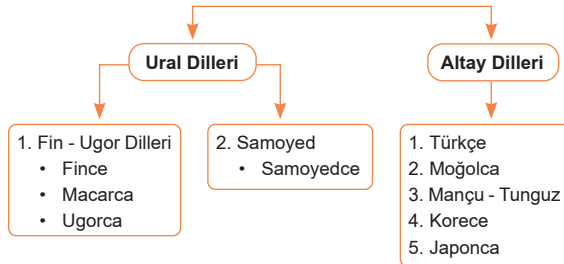 Ural Dilleri
Altay Dilleri
1. Fin - Ugor Dilleri
• Fince
• Macarca
• Ugorca
2. Samoyed
• Samoyedce
1. Türkçe
2. Moğolca
3. Mançu - Tunguz
4. Korece
5. Japonca